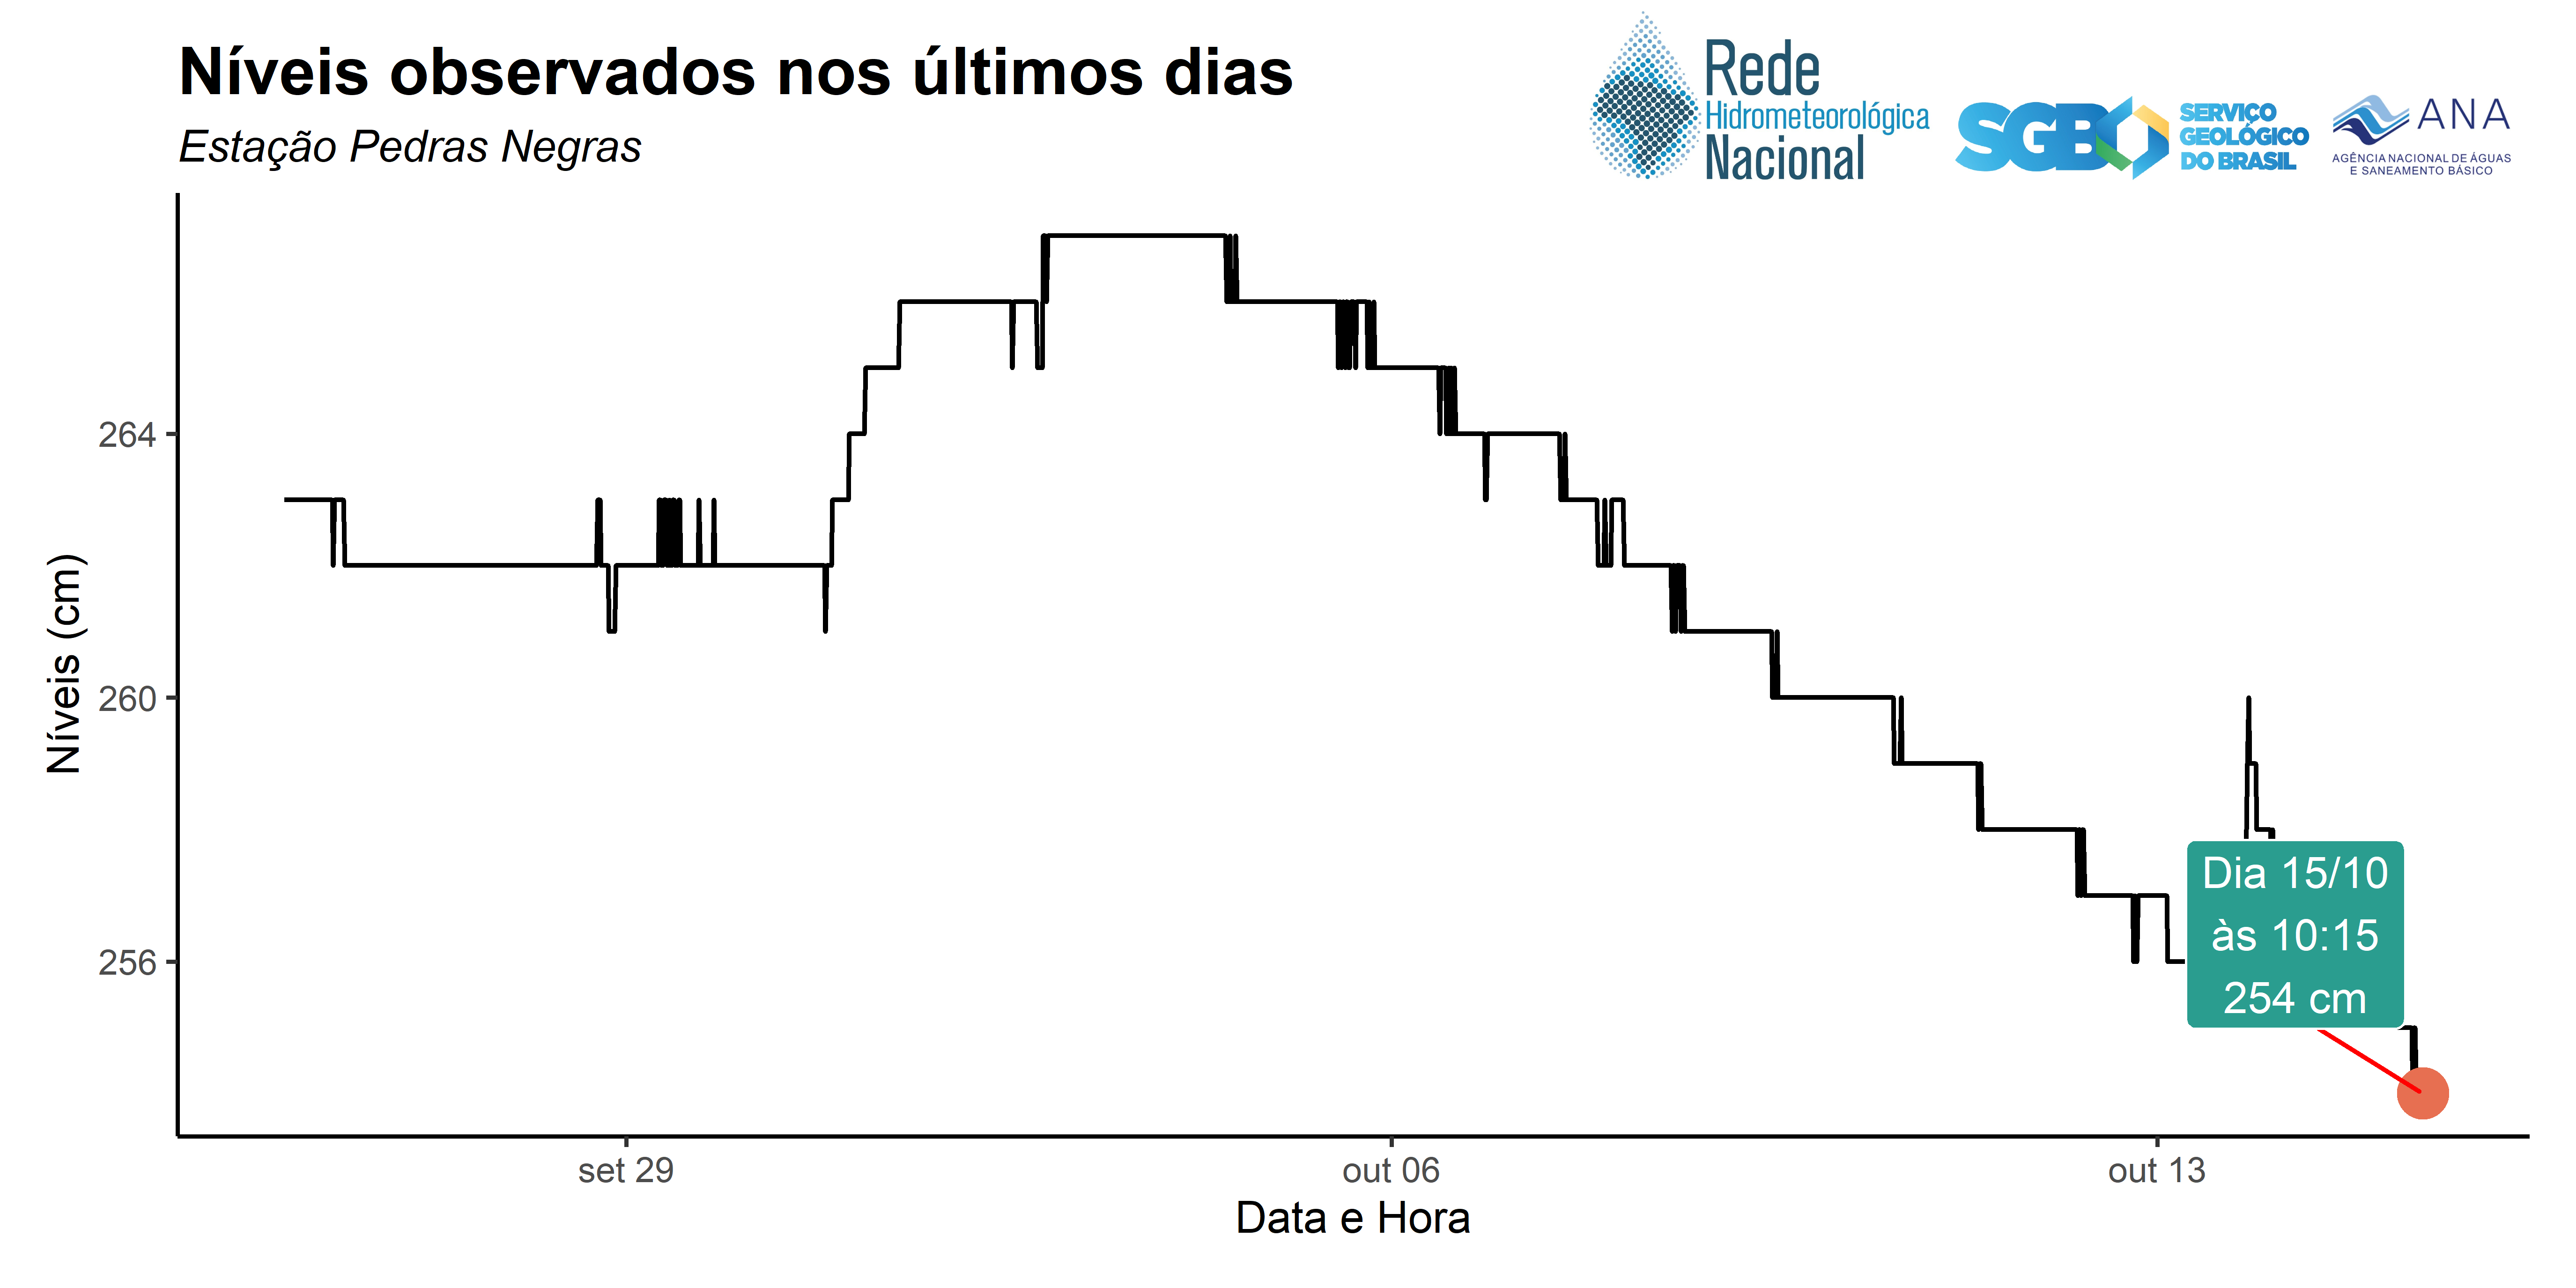 Níveis observados nos últimos dias
Estação Pedras Negras
Rede
Hidrometeorológica
Nacional
SGB
SERVIÇO
GEOLÓGICO
DO BRASIL
ANA
AGÊNCIA NACIONAL DE ÁGUAS
E SANEAMENTO BÁSICO
Níveis (cm)
264
260
256
Dia 15/10
às 10:15
254 cm
set 29
out 06
out 13
Data e Hora